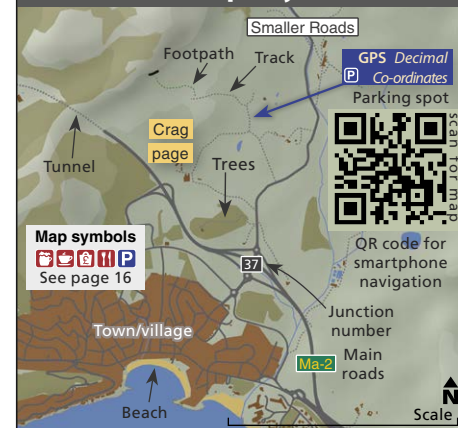 Smaller Roads
Footpath
Track
GPS Decimal
P Co-ordinates
Parking spot
scan for map
Crag
page
Tunnel
Trees
Map symbols
P
See page 16
QR code for
smartphone
navigation
37
Junction
number
Town/village
Ma-2
Main
roads
Beach
N
Scale